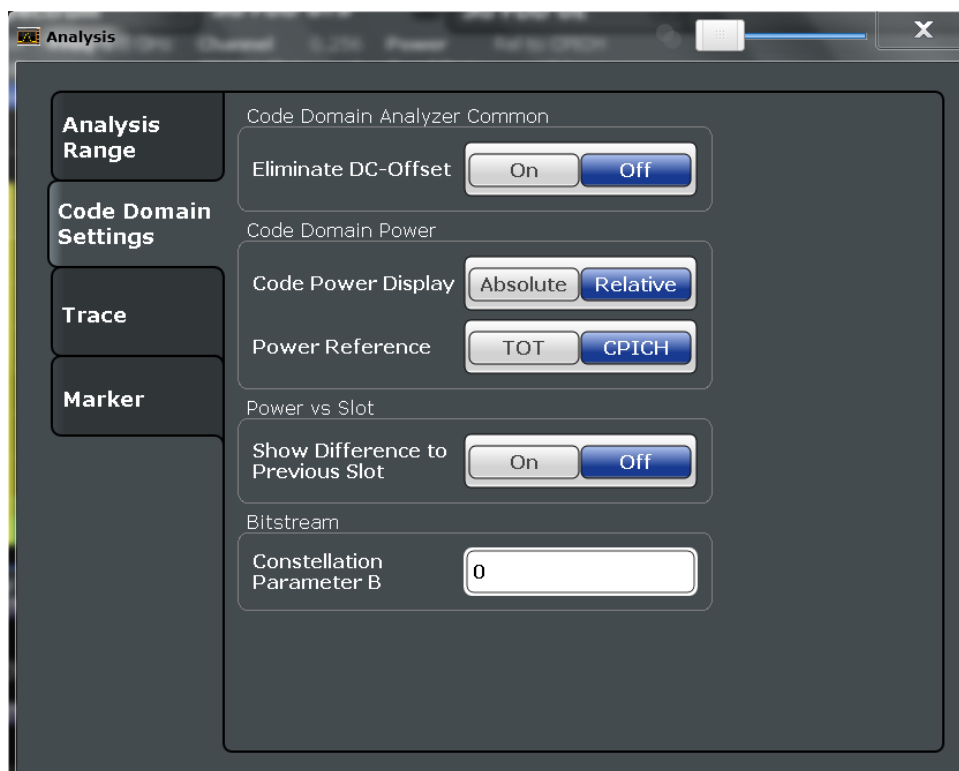 Analysis
X
Analysis
Range
Code Domain
Settings
Trace
Marker
Code Domain Analyzer Common
Eliminate DC-Offset On Off
Code Domain Power
Code Power Display Absolute Relative
Power Reference TOT CPICH
Power vs Slot
Show Difference to
Previous Slot On Off
Bitstream
Constellation
Parameter B 0